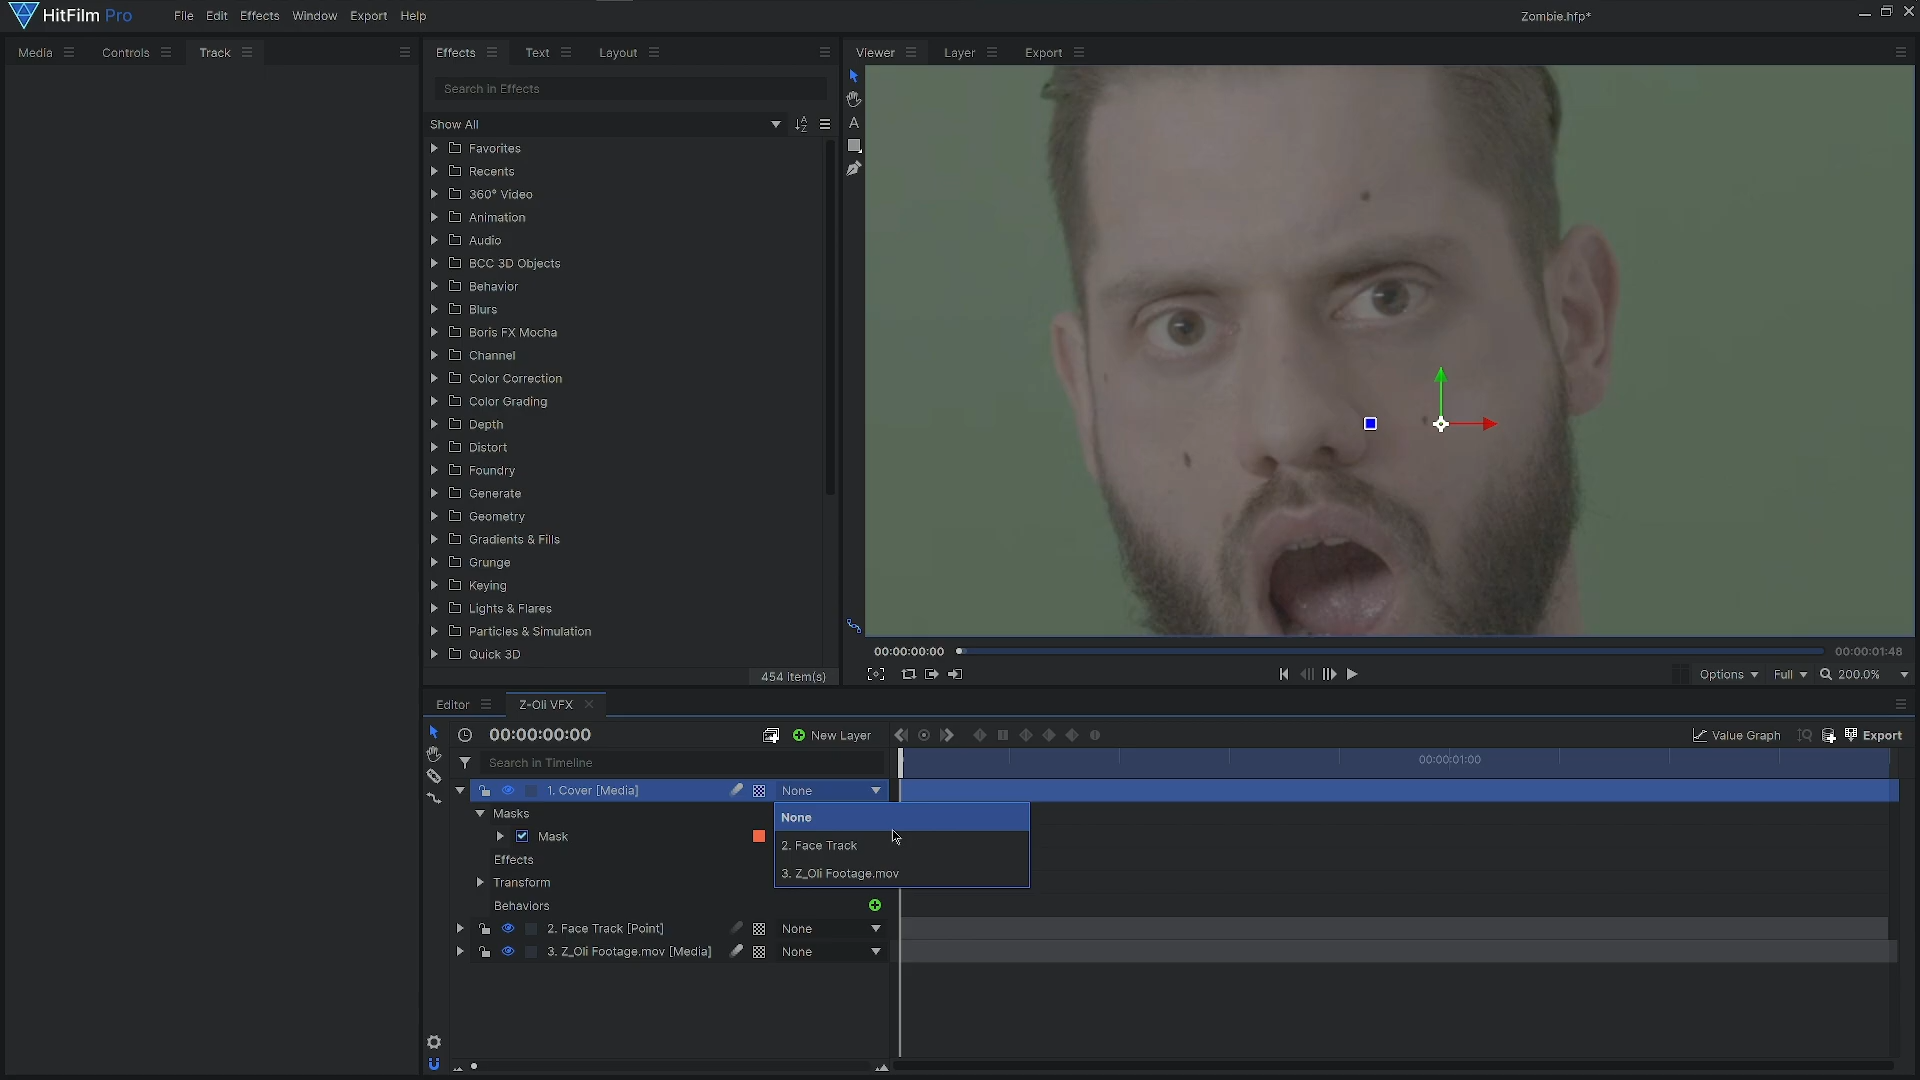 HitFilm Pro
File Edit Effects Window Export Help
Zombie.hfp*
Media Controls Track
Effects Text Layout
Viewer Layer Export
Search in Effects
Show All
Favorites
Recents
360° Video
Animation
Audio
BCC 3D Objects
Behavior
Blurs
Boris FX Mocha
Channel
Color Correction
Color Grading
Depth
Distort
Foundry
Generate
Geometry
Gradients & Fills
Grunge
Keying
Lights & Flares
Particles & Simulation
Quick 3D
454 item(s)
A
00:00:00:00
00:00:01:48
Options Full 200.0%
Editor Z-Oli VFX
00:00:00:00 New Layer
Value Graph Export
Search in Timeline
00:00:01:00
1. Cover [Media] None
Masks
Mask
Effects
Transform
Behaviors
None
2. Face Track
3. Z_Oli Footage.mov
2. Face Track [Point] None
3. Z_Oli Footage.mov [Media] None